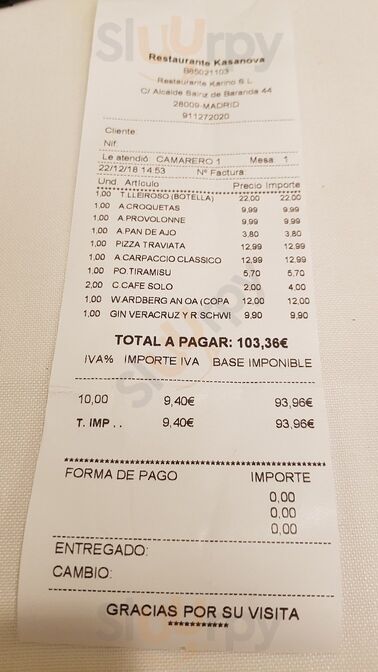 Restaurante Kasanova
B85021103
Restaurante Karino S.L.
C/ Alcalde Sainz de Baranda 44
28009-MADRID
911272020
Cliente:
Nif:
Le atendió: CAMARERO 1 Mesa: 1
22/12/18 14:53 Nº Factura
Und. Artículo Precio Importe
1,00 T.LLEIROSO (BOTELLA) 22,00 22,00
1,00 A.CROQUETAS 9,99 9,99
1,00 A.PROVOLONNE 9,99 9,99
1,00 A.PAN DE AJO 3,80 3,80
1,00 PIZZA TRAVIATA 12,99 12,99
1,00 A.CARPACCIO CLASSICO 12,99 12,99
1,00 PO.TIRAMISU 5,70 5,70
2,00 C.CAFE SOLO 2,00 4,00
1,00 W.ARDBERG AN OA (COPA 12,00 12,00
1,00 GIN VERACRUZ Y R.SCHWI 9,90 9,90
TOTAL A PAGAR: 103,36€
IVA% IMPORTE IVA BASE IMPONIBLE
10,00 9,40€ 93,96€
T. IMP . . 9,40€ 93,96€
FORMA DE PAGO IMPORTE
0,00
0,00
0,00
ENTREGADO:
CAMBIO:
GRACIAS POR SU VISITA
***********
Slurpy
Slurpy
Slurpy
Slurpy